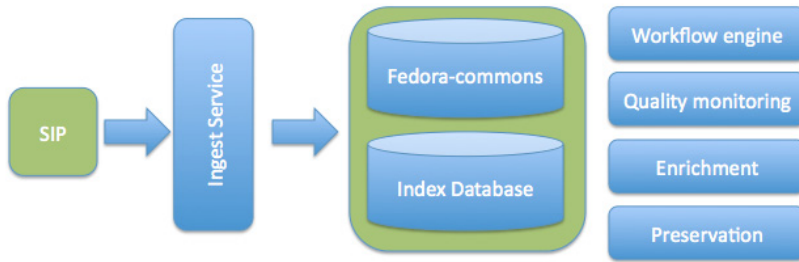 SIP
Ingest Service
Fedora-commons
Index Database
Workflow engine
Quality monitoring
Enrichment
Preservation